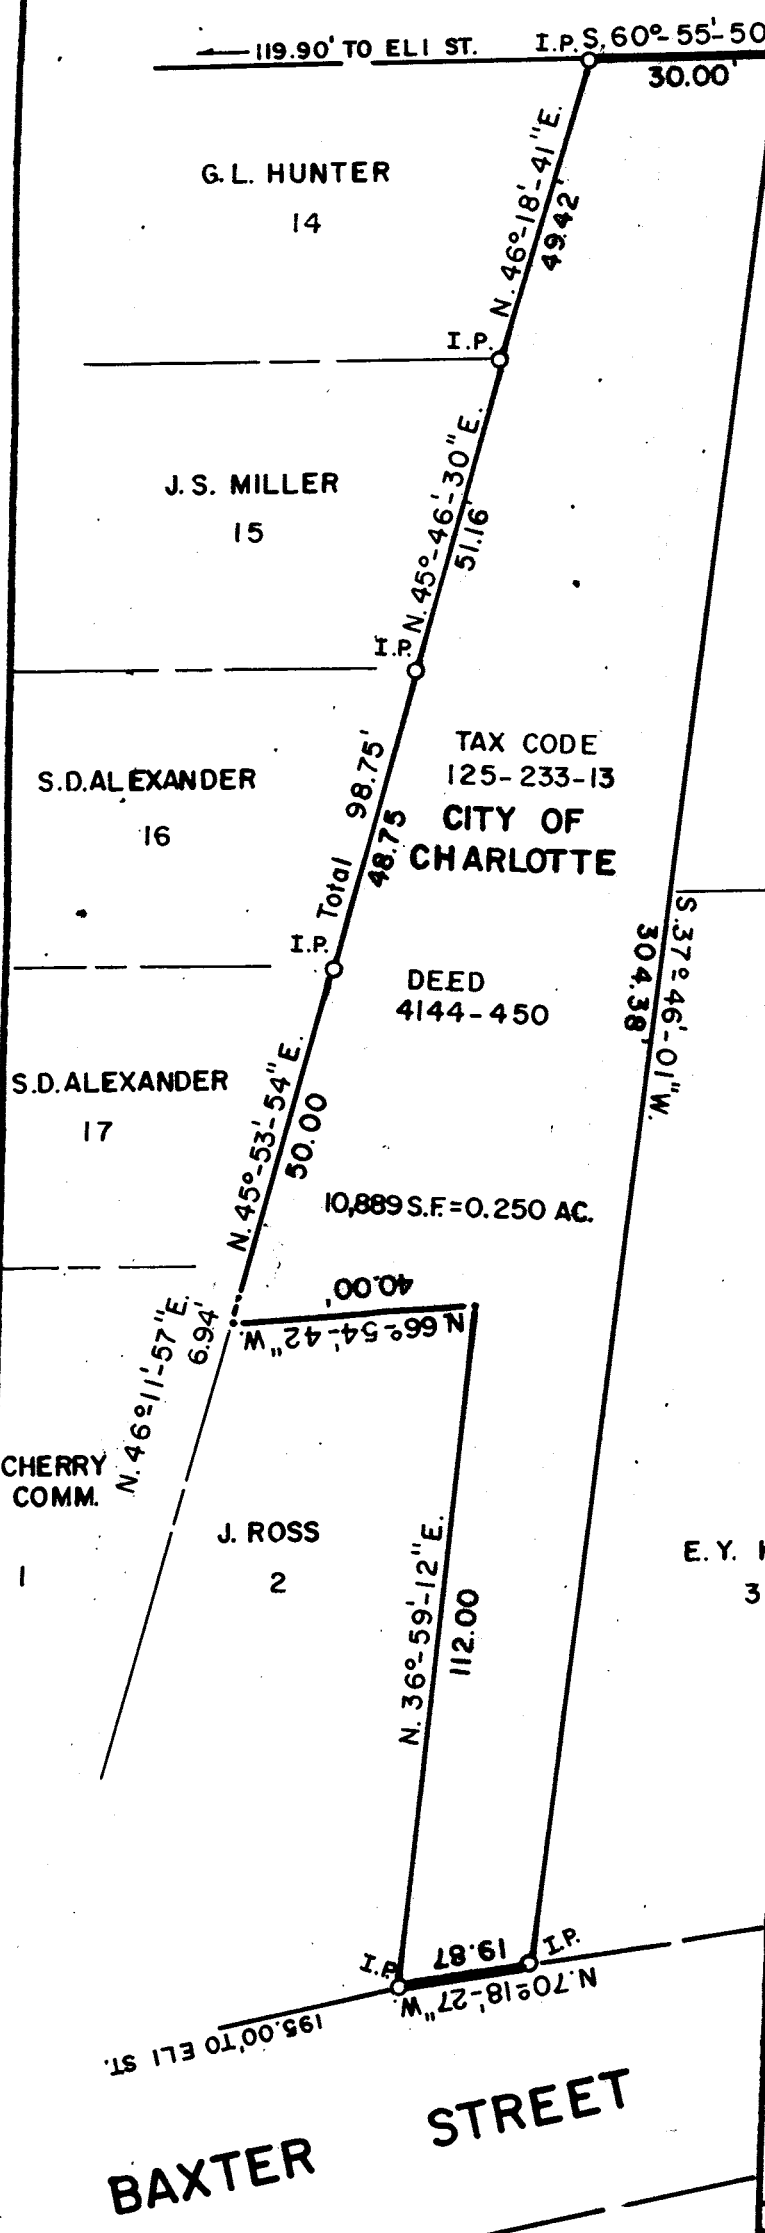 119.90' TO ELI ST.
I.P.
S. 60°-55'-50
30.00'
G. L. HUNTER
14
N. 46°-18'-41"E.
49.42'
I.P.
J. S. MILLER
15
N. 45°-46'-30"E.
51.16'
I.P.
TAX CODE
125-233-13
CITY OF
CHARLOTTE
S.D. ALEXANDER
16
Total 98.75'
48.75
I.P.
S. 37°-46'-01"W.
304.38'
DEED
4144-450
S.D. ALEXANDER
17
N. 45°-53'-54"E.
50.00
10,889 S.F. = 0.250 AC.
40.00'
N. 66°-54'-42"W.
N. 46°-11'-57"E.
6.94'
CHERRY
COMM.
1
J. ROSS
2
N. 36°-59'-12"E.
112.00
E. Y.
3
I.P.
19.87
I.P.
N. 70°-18'-27"W.
195.00' TO ELI ST.
BAXTER STREET